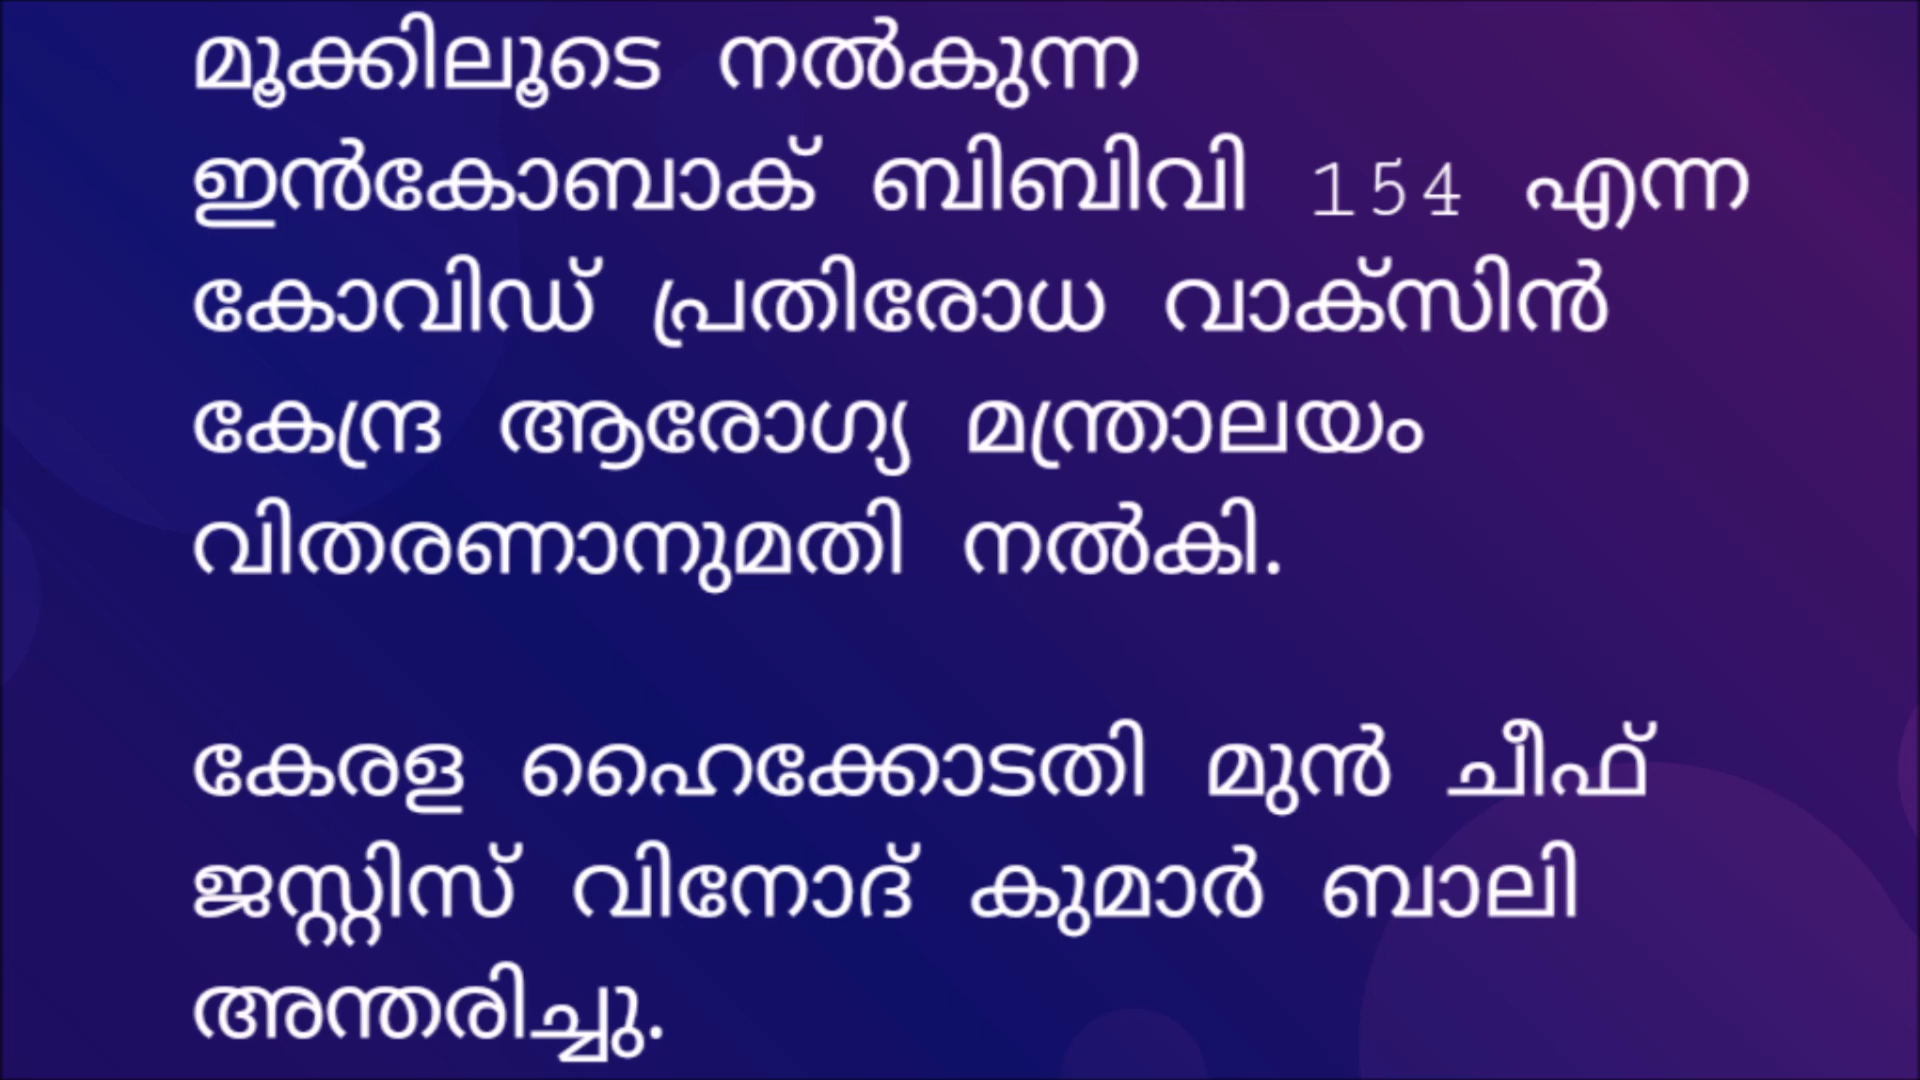 മൂക്കിലൂടെ നൽകുന്ന
ഇൻകോബാക് ബിബിവി 154 എന്ന
കോവിഡ് പ്രതിരോധ വാക്സിൻ
കേന്ദ്ര ആരോഗ്യ മന്ത്രാലയം
വിതരണാനുമതി നൽകി.
കേരള ഹൈക്കോടതി മുൻ ചീഫ്
ജസ്റ്റിസ് വിനോദ് കുമാർ ബാലി
അന്തരിച്ചു.